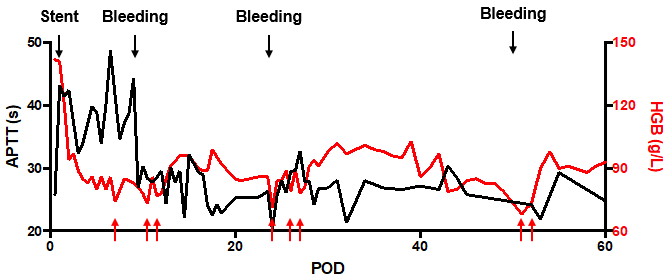 Stent Bleeding Bleeding Bleeding
50 150
40 120
30 90
20 60
0 20 40 60
APTT (s)
HGB (g/L)
POD